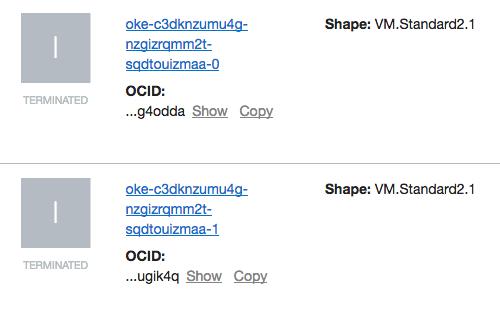 I
TERMINATED
oke-c3dknzumu4g-
nzgizrqmm2t-
sqdtouizmaa-0
OCID:
...g4odda Show Copy
Shape: VM.Standard2.1
I
TERMINATED
oke-c3dknzumu4g-
nzgizrqmm2t-
sqdtouizmaa-1
OCID:
...ugik4q Show Copy
Shape: VM.Standard2.1